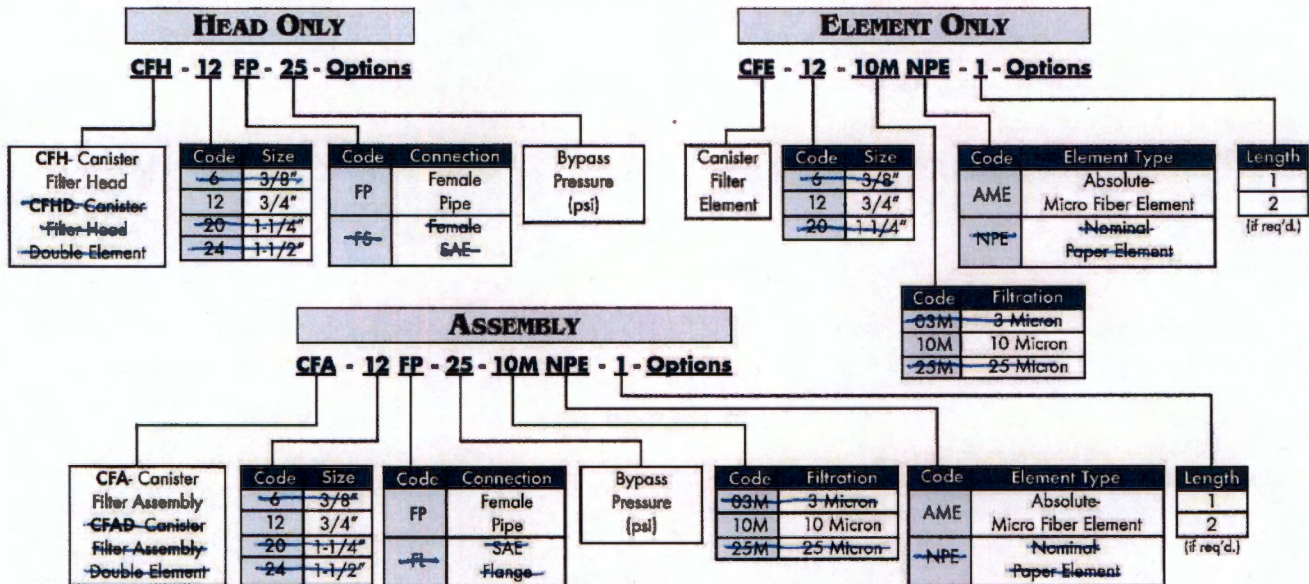 HEAD ONLY
CFH - 12 FP - 25 - Options
CFH- Canister
Filter Head
CFHD- Canister
Filter Head
Double Element
Code Size
6 3/8"
12 3/4"
20 1-1/4"
24 1-1/2"
Code Connection
FP Female
Pipe
FS Female
SAE
Bypass
Pressure
(psi)
ELEMENT ONLY
CFE - 12 - 10M NPE - 1 - Options
Canister
Filter
Element
Code Size
6 3/8"
12 3/4"
20 1-1/4"
Code Element Type
AME Absolute-
Micro Fiber Element
NPE Nominal-
Paper Element
Length
1
2
(if req'd.)
Code Filtration
03M 3 Micron
10M 10 Micron
25M 25 Micron
ASSEMBLY
CFA - 12 FP - 25 - 10M NPE - 1 - Options
CFA- Canister
Filter Assembly
CFAD- Canister
Filter Assembly
Double Element
Code Size
6 3/8"
12 3/4"
20 1-1/4"
24 1-1/2"
Code Connection
FP Female
Pipe
FL SAE
Flange
Bypass
Pressure
(psi)
Code Filtration
03M 3 Micron
10M 10 Micron
25M 25 Micron
Code Element Type
AME Absolute-
Micro Fiber Element
NPE Nominal-
Paper Element
Length
1
2
(if req'd.)